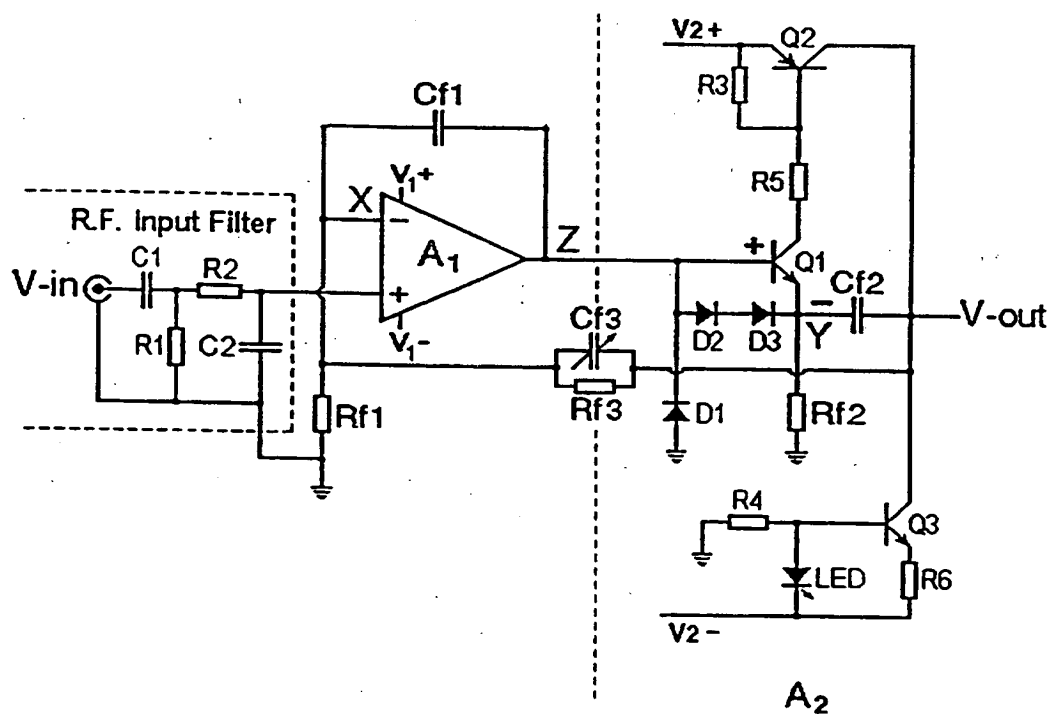 V2+
Q2
R3
Cf1
R5
V1+
X
−
R.F. Input Filter
A1
Z
+
Q1
C1
R2
V-in
+
−
Cf2
V-out
R1
C2
V1−
Cf3
D2
D3
Y
Rf3
D1
Rf1
Rf2
R4
Q3
LED
R6
V2−
A2